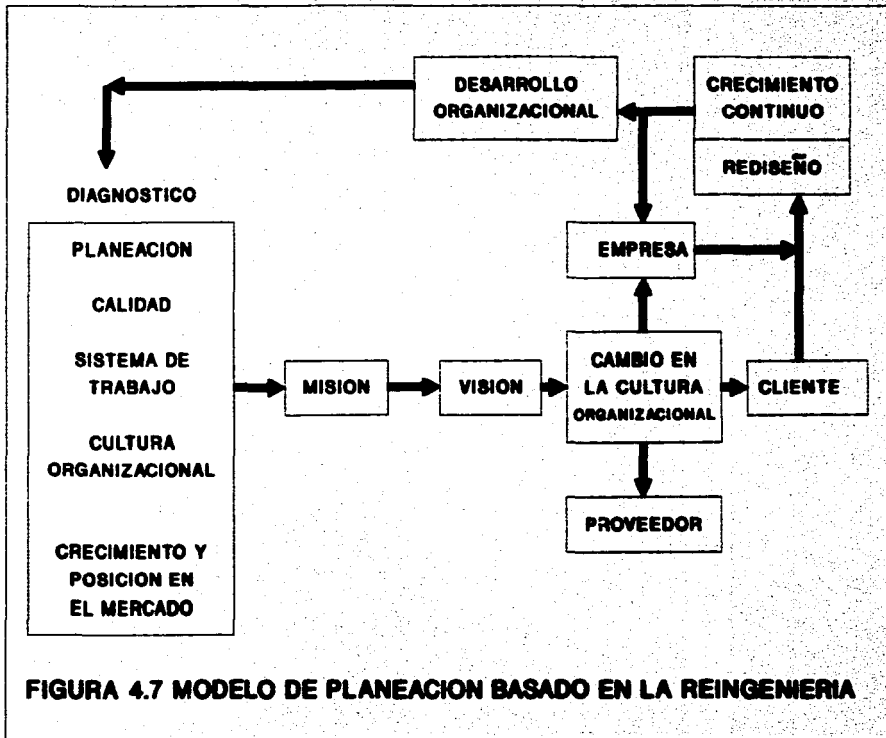 DESARROLLO
ORGANIZACIONAL
CRECIMIENTO
CONTINUO
REDISEÑO
DIAGNOSTICO
PLANEACION
CALIDAD
SISTEMA DE
TRABAJO
CULTURA
ORGANIZACIONAL
CRECIMIENTO Y
POSICION EN
EL MERCADO
MISION
VISION
EMPRESA
CAMBIO EN
LA CULTURA
ORGANIZACIONAL
CLIENTE
PROVEEDOR
FIGURA 4.7 MODELO DE PLANEACION BASADO EN LA REINGENIERIA